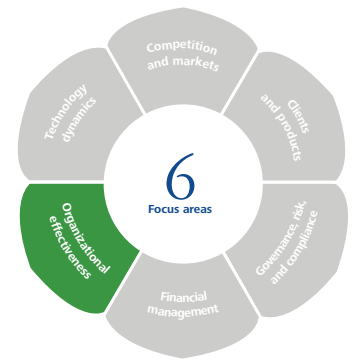 Competition
and markets
Clients
and products
Governance, risk,
and compliance
Financial
management
Organizational
effectiveness
Technology
dynamics
6
Focus areas